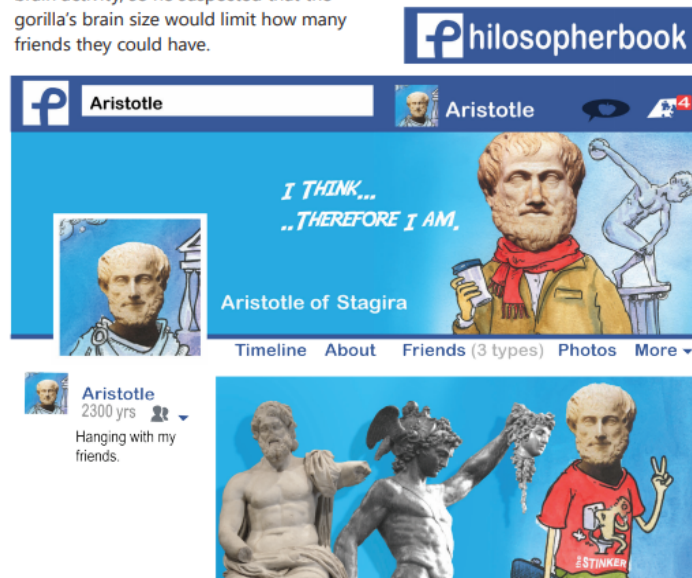 gorilla's brain size would limit how many
friends they could have.
Philosopherbook
Aristotle
Aristotle
4
I THINK...
..THEREFORE I AM.
Aristotle of Stagira
Timeline About Friends (3 types) Photos More
Aristotle
2300 yrs
Hanging with my
friends.
STINKER